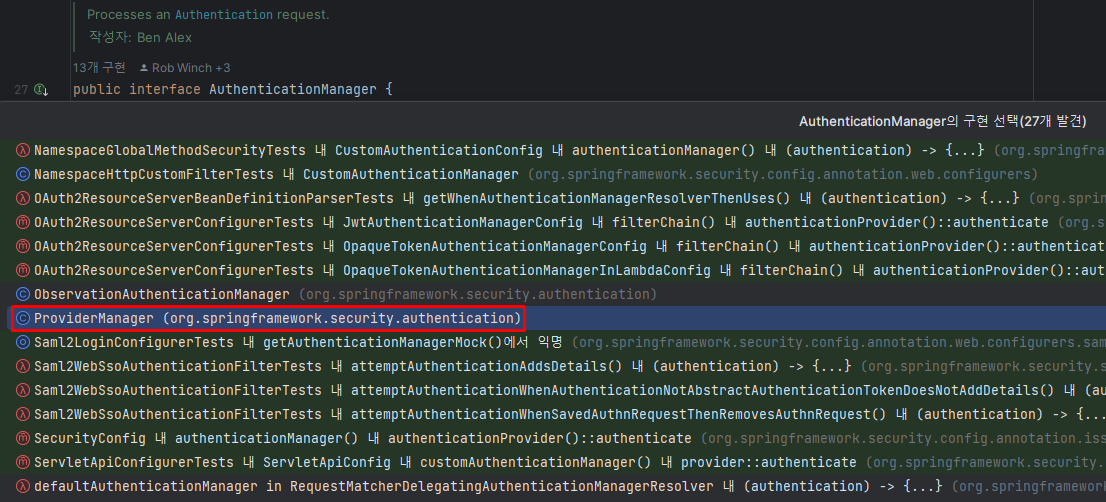 Processes an Authentication request.
작성자: Ben Alex
13개 구현 Rob Winch +3
27 public interface AuthenticationManager {
AuthenticationManager의 구현 선택(27개 발견)
NamespaceGlobalMethodSecurityTests 내 CustomAuthenticationConfig 내 authenticationManager() 내 (authentication) -> {...} (org.springfra
NamespaceHttpCustomFilterTests 내 CustomAuthenticationManager (org.springframework.security.config.annotation.web.configurers)
OAuth2ResourceServerBeanDefinitionParserTests 내 getWhenAuthenticationManagerResolverThenUses() 내 (authentication) -> {...} (org.sprin
OAuth2ResourceServerConfigurerTests 내 JwtAuthenticationManagerConfig 내 filterChain() 내 authenticationProvider()::authenticate (org.s
OAuth2ResourceServerConfigurerTests 내 OpaqueTokenAuthenticationManagerConfig 내 filterChain() 내 authenticationProvider()::authenticat
OAuth2ResourceServerConfigurerTests 내 OpaqueTokenAuthenticationManagerInLambdaConfig 내 filterChain() 내 authenticationProvider()::aut
ObservationAuthenticationManager (org.springframework.security.authentication)
ProviderManager (org.springframework.security.authentication)
Saml2LoginConfigurerTests 내 getAuthenticationManagerMock()에서 익명 (org.springframework.security.config.annotation.web.configurers.sam
Saml2WebSsoAuthenticationFilterTests 내 attemptAuthenticationAddsDetails() 내 (authentication) -> {...} (org.springframework.security.s
Saml2WebSsoAuthenticationFilterTests 내 attemptAuthenticationWhenAuthenticationNotAbstractAuthenticationTokenDoesNotAddDetails() 내 (au
Saml2WebSsoAuthenticationFilterTests 내 attemptAuthenticationWhenSavedAuthnRequestThenRemovesAuthnRequest() 내 (authentication) -> {...
SecurityConfig 내 authenticationManager() 내 authenticationProvider()::authenticate (org.springframework.security.config.annotation.iss
ServletApiConfigurerTests 내 ServletApiConfig 내 customAuthenticationManager() 내 provider::authenticate (org.springframework.security.
defaultAuthenticationManager in RequestMatcherDelegatingAuthenticationManagerResolver 내 (authentication) -> {...} (org.springframework